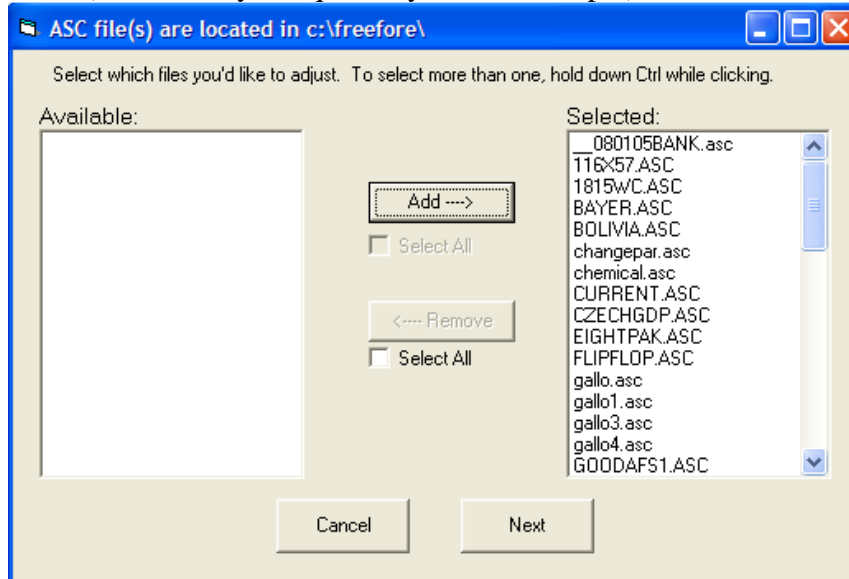 ASC file(s) are located in c:\freefore\
Select which files you'd like to adjust. To select more than one, hold down Ctrl while clicking.
Available:
Selected:
__080105BANK.asc
116X57.ASC
1815WC.ASC
BAYER.ASC
BOLIVIA.ASC
changepar.asc
chemical.asc
CURRENT.ASC
CZECHGDP.ASC
EIGHTPAK.ASC
FLIPFLOP.ASC
gallo.asc
gallo1.asc
gallo3.asc
gallo4.asc
GOODAFS1.ASC
Add ---->
Select All
<---- Remove
Select All
Cancel
Next